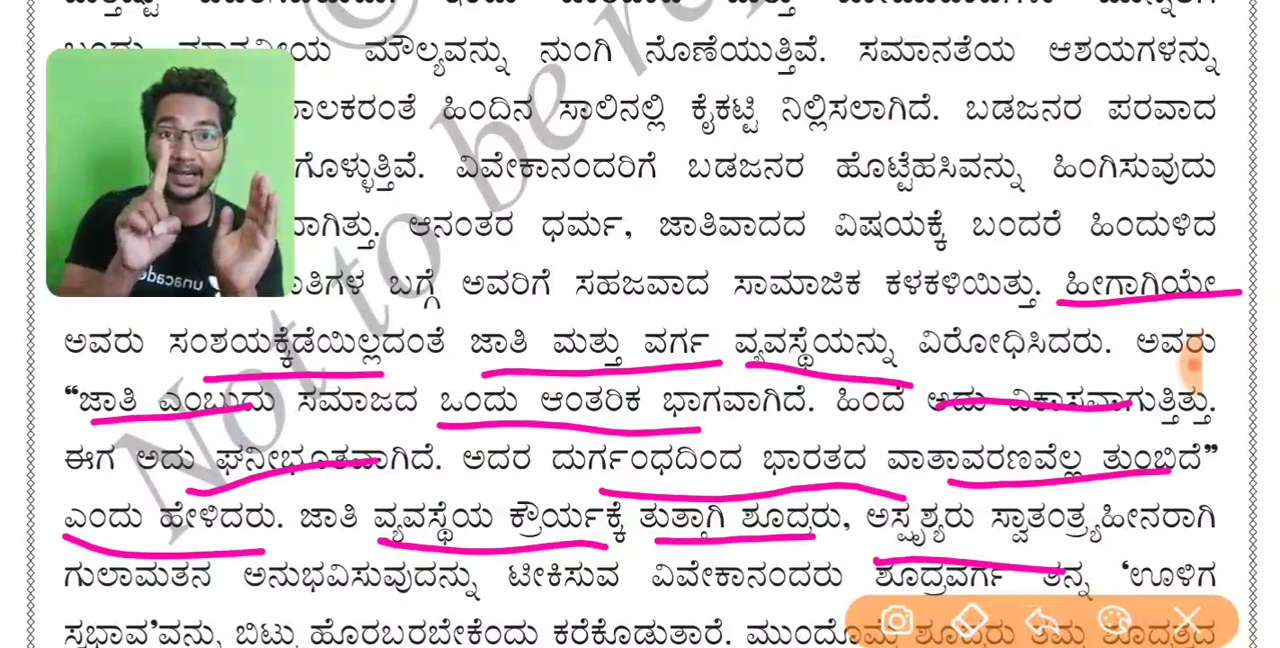 ಬಂದು ಮಾನವೀಯ ಮೌಲ್ಯವನ್ನು ನುಂಗಿ ನೊಣೆಯುತ್ತಿವೆ. ಸಮಾನತೆಯ ಆಶಯಗಳನ್ನು
ಾಲಕರಂತೆ ಹಿಂದಿನ ಸಾಲಿನಲ್ಲಿ ಕೈಕಟ್ಟಿ ನಿಲ್ಲಿಸಲಾಗಿದೆ. ಬಡಜನರ ಪರವಾದ
ಗೊಳ್ಳುತ್ತಿವೆ. ವಿವೇಕಾನಂದರಿಗೆ ಬಡಜನರ ಹೊಟ್ಟೆಹಸಿವನ್ನು ಹಿಂಗಿಸುವುದು
ವಾಗಿತ್ತು. ಆನಂತರ ಧರ್ಮ, ಜಾತಿವಾದದ ವಿಷಯಕ್ಕೆ ಬಂದರೆ ಹಿಂದುಳಿದ
ಾತಿಗಳ ಬಗ್ಗೆ ಅವರಿಗೆ ಸಹಜವಾದ ಸಾಮಾಜಿಕ ಕಳಕಳಿಯಿತ್ತು. ಹೀಗಾಗಿಯೇ
ಅವರು ಸಂಶಯಕ್ಕೆಡೆಯಿಲ್ಲದಂತೆ ಜಾತಿ ಮತ್ತು ವರ್ಗ ವ್ಯವಸ್ಥೆಯನ್ನು ವಿರೋಧಿಸಿದರು. ಅವರು
“ಜಾತಿ ಎಂಬುದು ಸಮಾಜದ ಒಂದು ಆಂತರಿಕ ಭಾಗವಾಗಿದೆ. ಹಿಂದೆ ಅದು ವಿಕಾಸವಾಗುತ್ತಿತ್ತು.
ಈಗ ಅದು ಘನೀಭೂತವಾಗಿದೆ. ಅದರ ದುರ್ಗಂಧದಿಂದ ಭಾರತದ ವಾತಾವರಣವೆಲ್ಲ ತುಂಬಿದೆ”
ಎಂದು ಹೇಳಿದರು. ಜಾತಿ ವ್ಯವಸ್ಥೆಯ ಕ್ರೌರ್ಯಕ್ಕೆ ತುತ್ತಾಗಿ ಶೂದ್ರರು, ಅಸ್ಪೃಶ್ಯರು ಸ್ವಾತಂತ್ರ್ಯಹೀನರಾಗಿ
ಗುಲಾಮತನ ಅನುಭವಿಸುವುದನ್ನು ಟೀಕಿಸುವ ವಿವೇಕಾನಂದರು ಶೂದ್ರವರ್ಗ ತನ್ನ ‘ಊಳಿಗ
ಸ್ವಭಾವ’ವನ್ನು ಬಿಟ್ಟು ಹೊರಬರಬೇಕೆಂದು ಕರೆಕೊಡುತಾರೆ.
Not to be